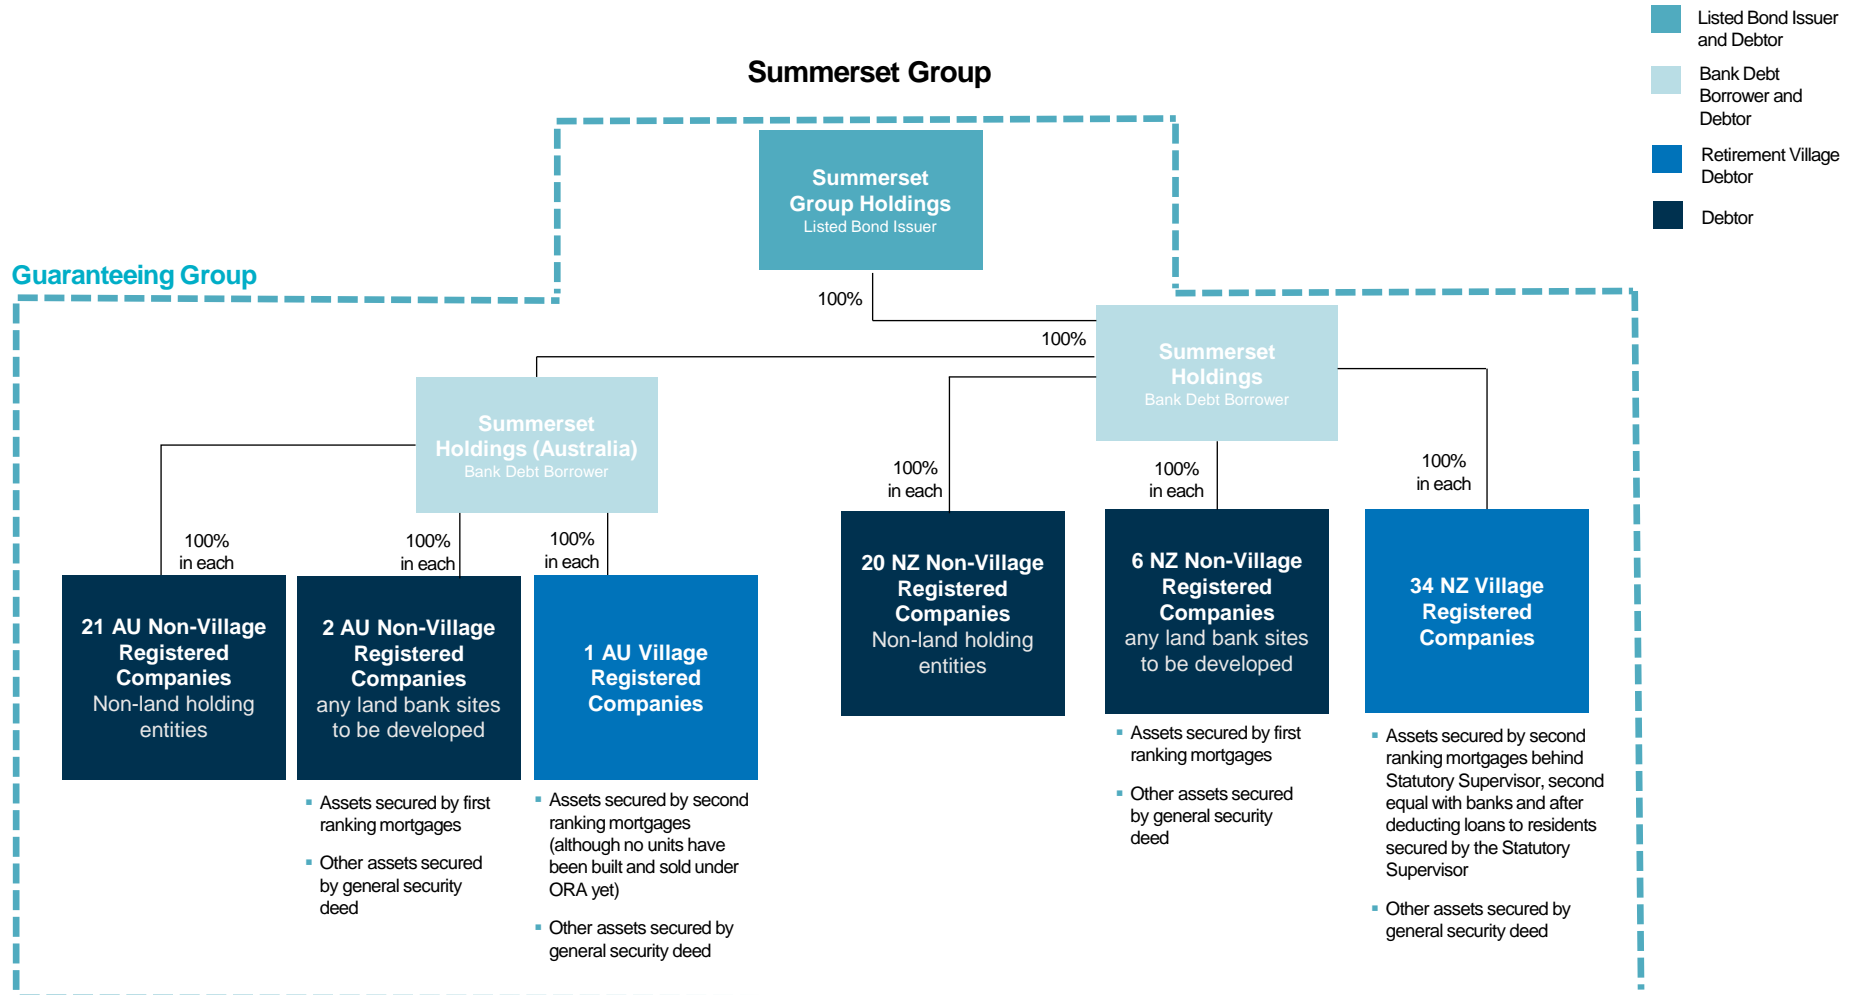 Summerset Group
Listed Bond Issuer
and Debtor
Bank Debt
Borrower and
Debtor
Retirement Village
Debtor
Debtor
Guaranteeing Group
Summerset
Group Holdings
Listed Bond Issuer
100%
100%
Summerset
Holdings
Bank Debt Borrower
Summerset
Holdings (Australia)
Bank Debt Borrower
100%
in each
100%
in each
100%
in each
100%
in each
100%
in each
100%
in each
21 AU Non-Village
Registered
Companies
Non-land holding
entities
2 AU Non-Village
Registered
Companies
any land bank sites
to be developed
▪ Assets secured by first
ranking mortgages
▪ Other assets secured
by general security
deed
1 AU Village
Registered
Companies
▪ Assets secured by second
ranking mortgages
(although no units have
been built and sold under
ORA yet)
▪ Other assets secured by
general security deed
20 NZ Non-Village
Registered
Companies
Non-land holding
entities
6 NZ Non-Village
Registered
Companies
any land bank sites
to be developed
▪ Assets secured by first
ranking mortgages
▪ Other assets secured
by general security
deed
34 NZ Village
Registered
Companies
▪ Assets secured by second
ranking mortgages behind
Statutory Supervisor, second
equal with banks and after
deducting loans to residents
secured by the Statutory
Supervisor
▪ Other assets secured by
general security deed